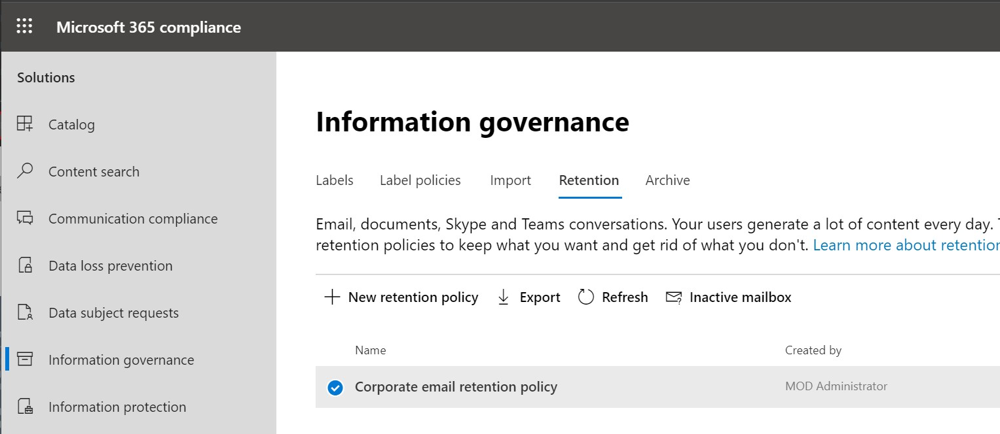 Microsoft 365 compliance
Solutions
Catalog
Content search
Communication compliance
Data loss prevention
Data subject requests
Information governance
Information protection
Information governance
Labels Label policies Import Retention Archive
Email, documents, Skype and Teams conversations. Your users generate a lot of content every day.
retention policies to keep what you want and get rid of what you don't. Learn more about
New retention policy Export Refresh Inactive mailbox
Name Created by
Corporate email retention policy MOD Administrator